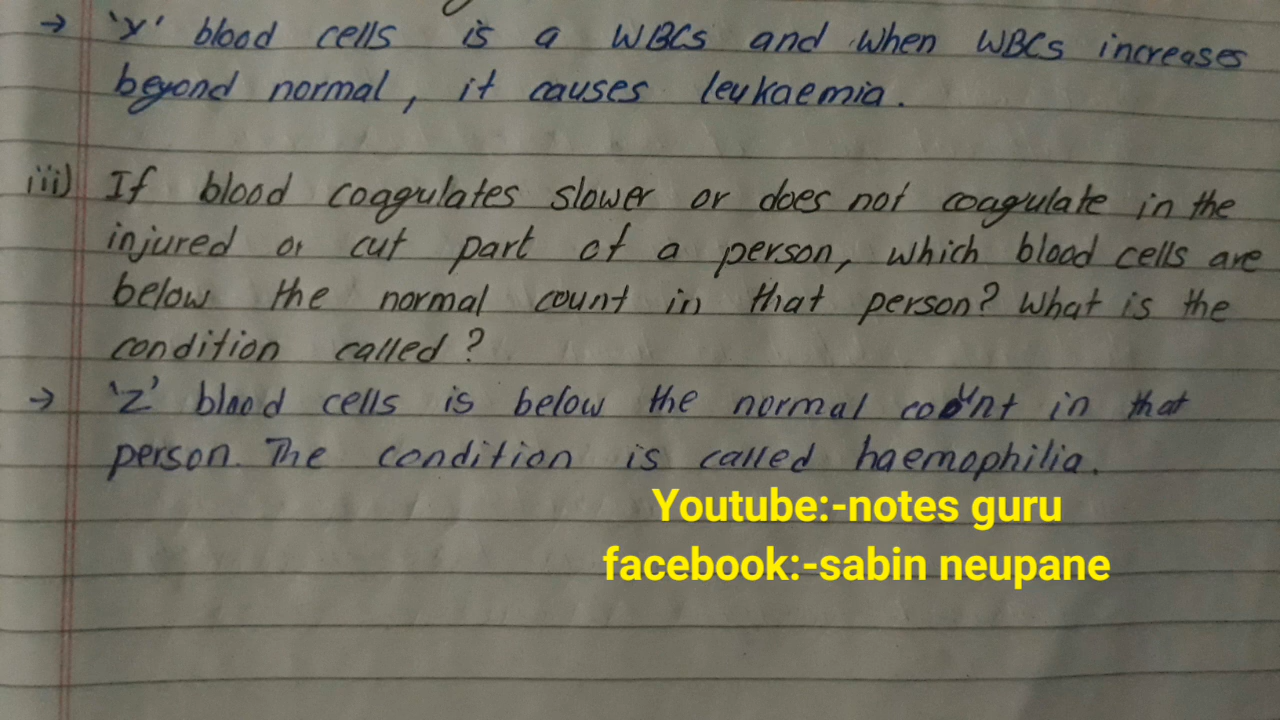 → 'Y' blood cells is a WBCs and when WBCs increases
beyond normal, it causes leukaemia.
iii) If blood coagulates slower or does not coagulate in the
injured or cut part of a person, which blood cells are
below the normal count in that person? What is the
condition called?
→ 'Z' blood cells is below the normal count in that
person. The condition is called haemophilia.
Youtube:-notes guru
facebook:-sabin neupane